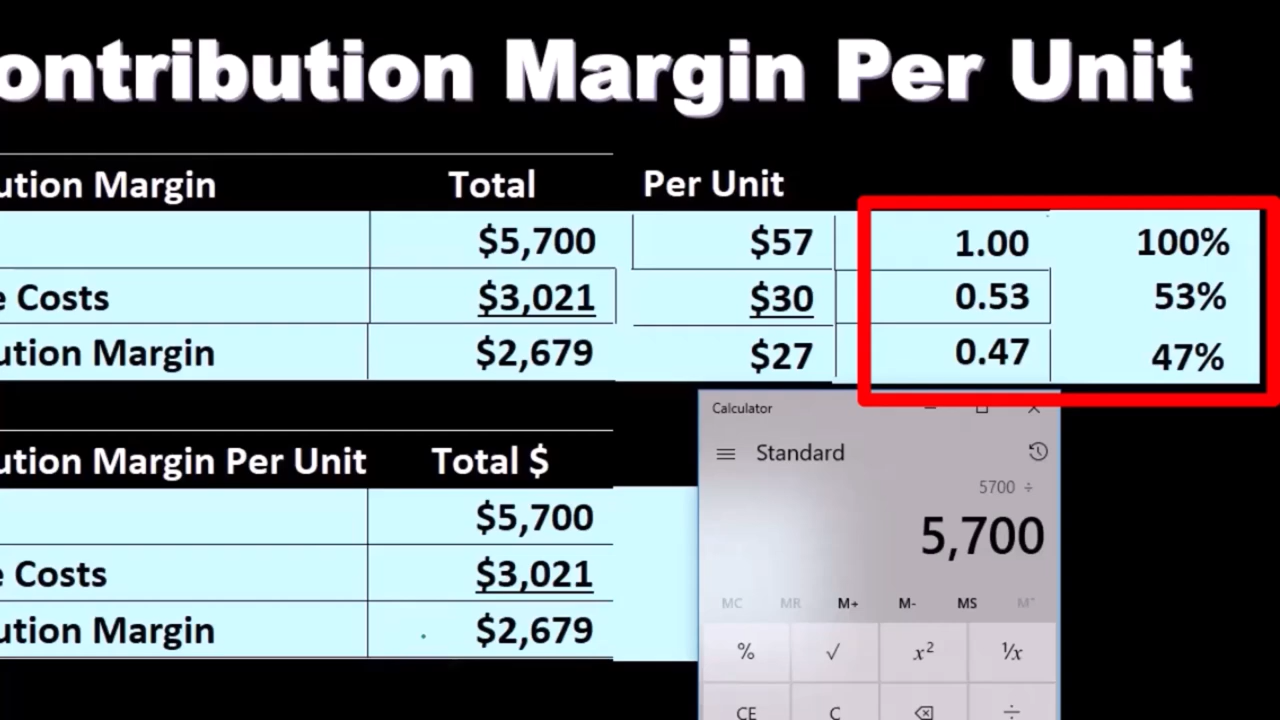 ontribution Margin Per Unit
ution Margin Total Per Unit
$5,700 $57 1.00 100%
e Costs $3,021 $30 0.53 53%
ution Margin $2,679 $27 0.47 47%
Calculator
ution Margin Per Unit Total $
Standard
5700 ÷
$5,700
5,700
e Costs $3,021
MC MR M+ M- MS M˅
ution Margin $2,679
% √ x² ¹/x
CE C ÷